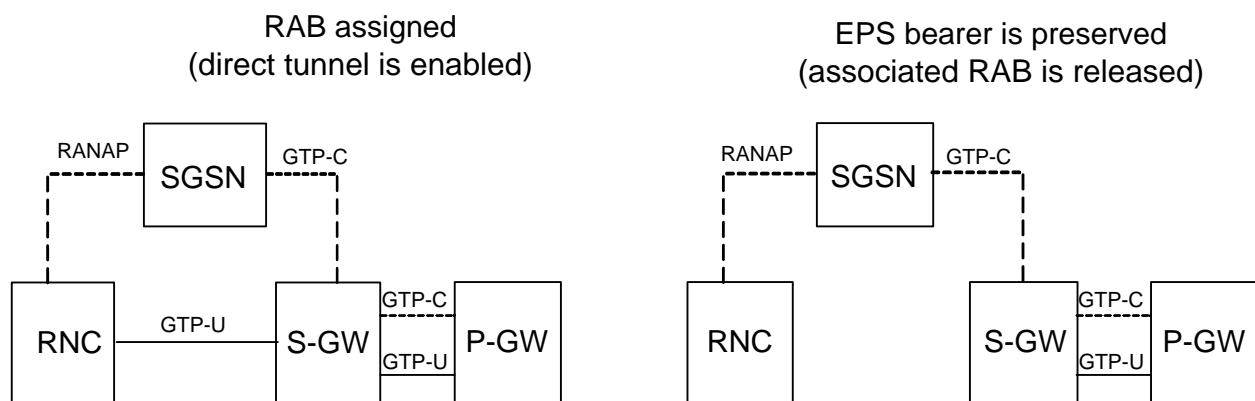 RAB assigned
(direct tunnel is enabled)
RANAP
SGSN
GTP-C
RNC
GTP-U
S-GW
GTP-C
GTP-U
P-GW
EPS bearer is preserved
(associated RAB is released)
RANAP
SGSN
GTP-C
RNC
S-GW
GTP-C
GTP-U
P-GW